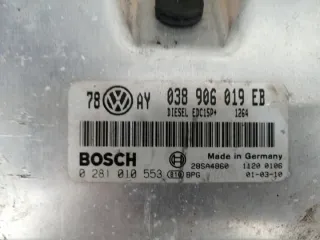 78 AY 038 906 019 EB
DIESEL EDC15P+ 1264
BOSCH
Made in Germany
28SA4860 1120 0106
0 281 010 553 BPG 01-03-10